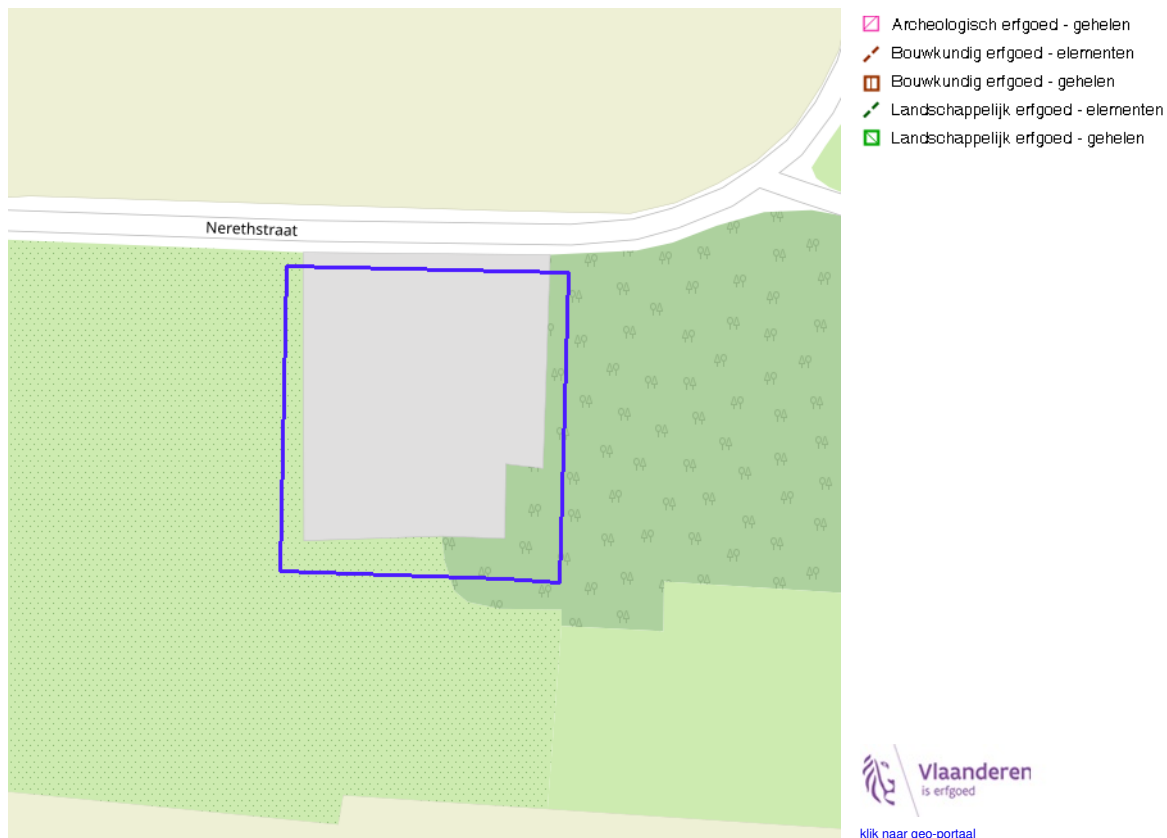 Archeologisch erfgoed - gehelen
Bouwkundig erfgoed - elementen
Bouwkundig erfgoed - gehelen
Landschappelijk erfgoed - elementen
Landschappelijk erfgoed - gehelen
Nerethstraat
Vlaanderen
is erfgoed
klik naar geo-portaal